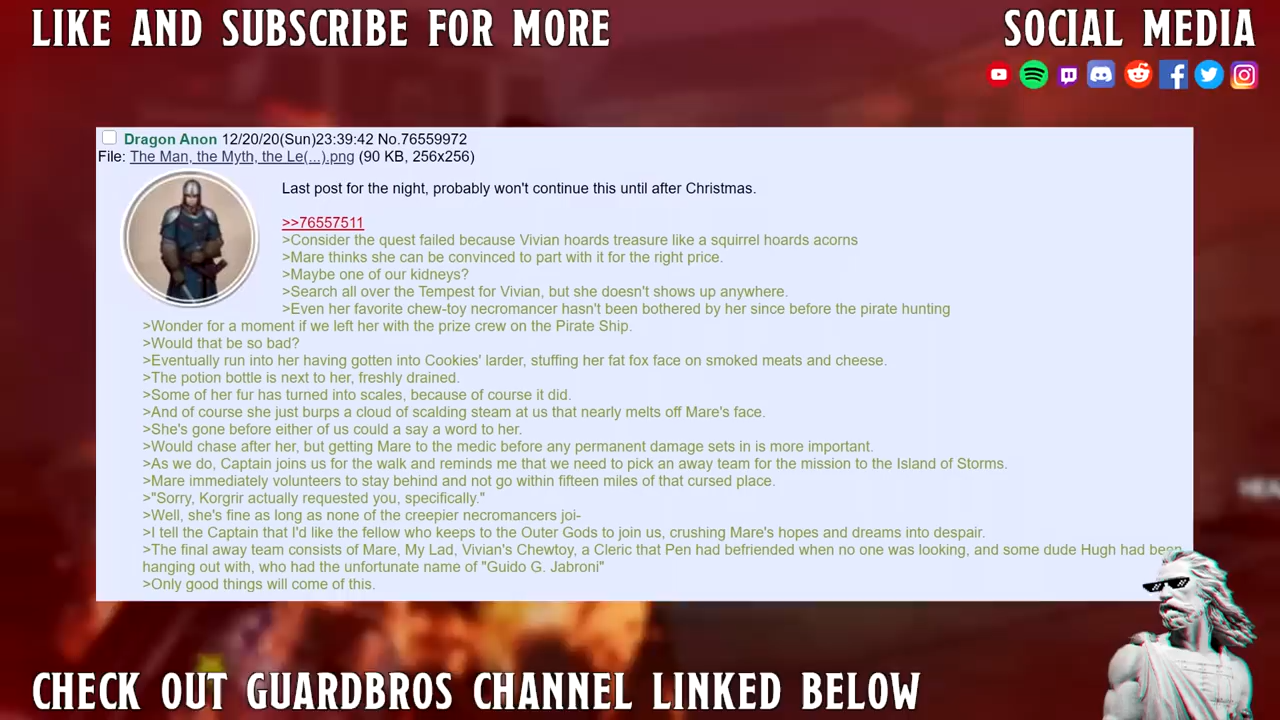 LIKE AND SUBSCRIBE FOR MORE
SOCIAL MEDIA
Dragon Anon 12/20/20(Sun)23:39:42 No.76559972
File: The Man, the Myth, the Le(...).png (90 KB, 256x256)
Last post for the night, probably won't continue this until after Christmas.
>>76557511
>Consider the quest failed because Vivian hoards treasure like a squirrel hoards acorns
>Mare thinks she can be convinced to part with it for the right price.
>Maybe one of our kidneys?
>Search all over the Tempest for Vivian, but she doesn't shows up anywhere.
>Even her favorite chew-toy necromancer hasn't been bothered by her since before the pirate hunting
>Wonder for a moment if we left her with the prize crew on the Pirate Ship.
>Would that be so bad?
>Eventually run into her having gotten into Cookies' larder, stuffing her fat fox face on smoked meats and cheese.
>The potion bottle is next to her, freshly drained.
>Some of her fur has turned into scales, because of course it did.
>And of course she just burps a cloud of scalding steam at us that nearly melts off Mare's face.
>She's gone before either of us could a say a word to her.
>Would chase after her, but getting Mare to the medic before any permanent damage sets in is more important.
>As we do, Captain joins us for the walk and reminds me that we need to pick an away team for the mission to the Island of Storms.
>Mare immediately volunteers to stay behind and not go within fifteen miles of that cursed place.
>"Sorry, Korgrir actually requested you, specifically."
>Well, she's fine as long as none of the creepier necromancers joi-
>I tell the Captain that I'd like the fellow who keeps to the Outer Gods to join us, crushing Mare's hopes and dreams into despair.
>The final away team consists of Mare, My Lad, Vivian's Chewtoy, a Cleric that Pen had befriended when no one was looking, and some dude Hugh had been
hanging out with, who had the unfortunate name of "Guido G. Jabroni"
>Only good things will come of this.
CHECK OUT GUARDBROS CHANNEL LINKED BELOW